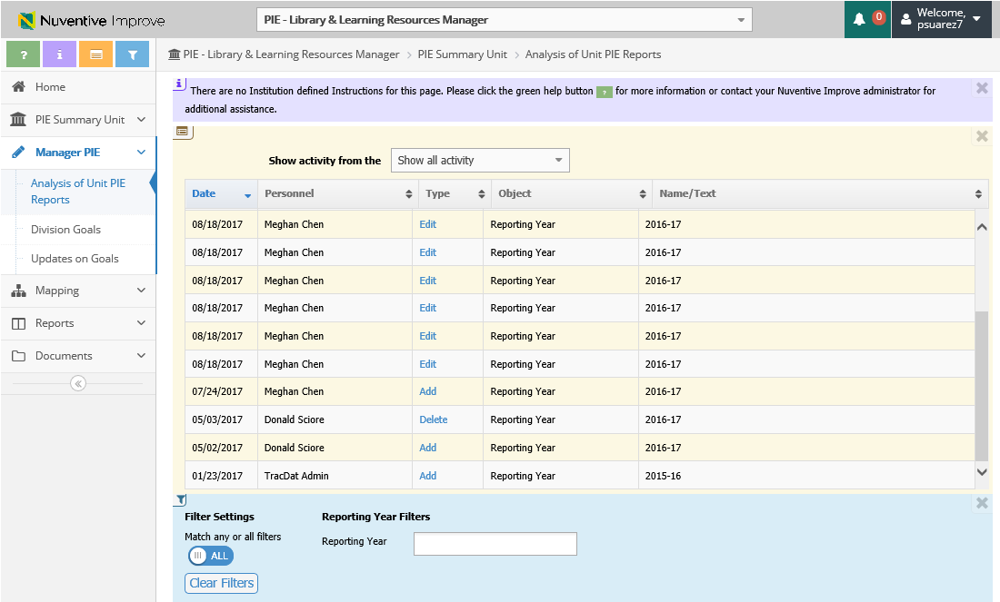 Nuventive Improve
PIE - Library & Learning Resources Manager
0
Welcome,
psuarez7
?
i
PIE - Library & Learning Resources Manager > PIE Summary Unit > Analysis of Unit PIE Reports
Home
PIE Summary Unit
Manager PIE
Analysis of Unit PIE
Reports
Division Goals
Updates on Goals
Mapping
Reports
Documents
i
There are no Institution defined Instructions for this page. Please click the green help button ? for more information or contact your Nuventive Improve administrator for
additional assistance.
Show activity from the Show all activity
Date Personnel Type Object Name/Text
08/18/2017 Meghan Chen Edit Reporting Year 2016-17
08/18/2017 Meghan Chen Edit Reporting Year 2016-17
08/18/2017 Meghan Chen Edit Reporting Year 2016-17
08/18/2017 Meghan Chen Edit Reporting Year 2016-17
08/18/2017 Meghan Chen Edit Reporting Year 2016-17
08/18/2017 Meghan Chen Edit Reporting Year 2016-17
07/24/2017 Meghan Chen Add Reporting Year 2016-17
05/03/2017 Donald Sciore Delete Reporting Year 2016-17
05/02/2017 Donald Sciore Add Reporting Year 2016-17
01/23/2017 TracDat Admin Add Reporting Year 2015-16
Filter Settings
Match any or all filters
ALL
Clear Filters
Reporting Year Filters
Reporting Year